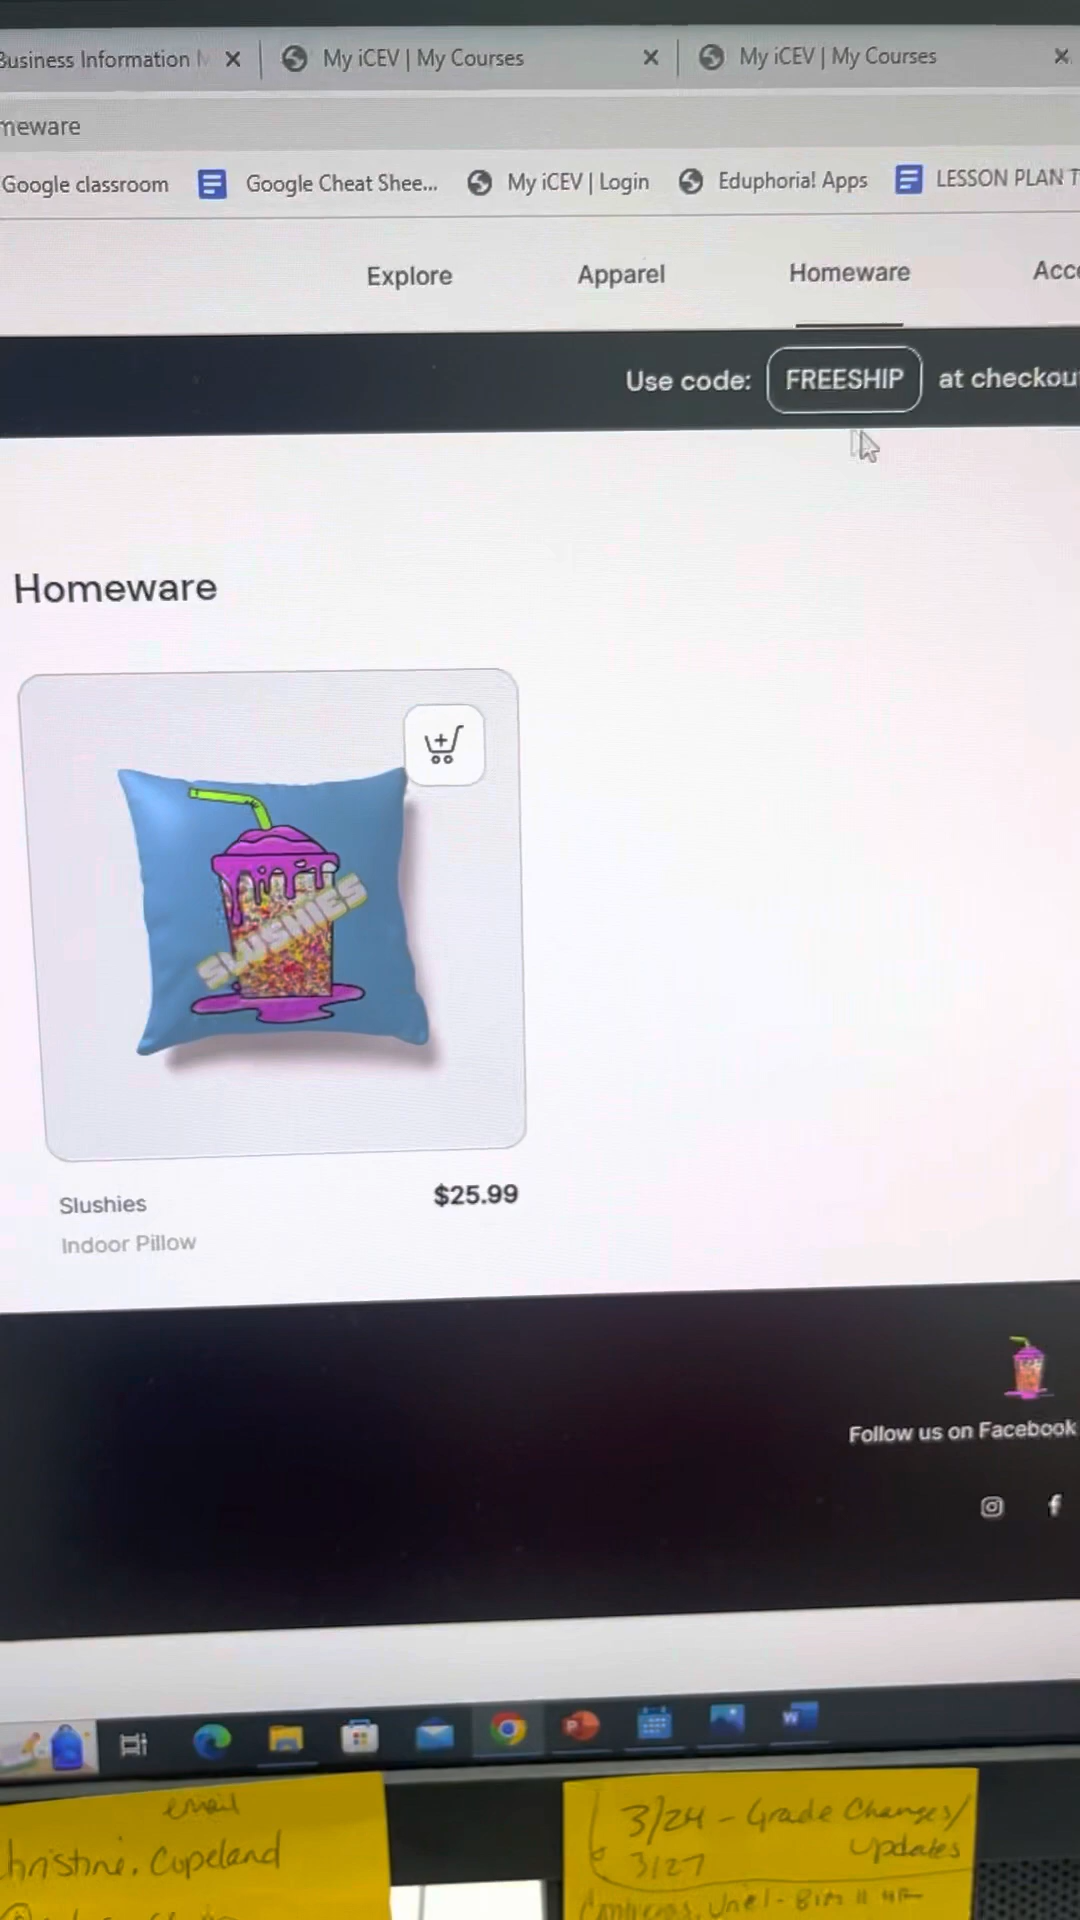 Business Information
My iCEV | My Courses
My iCEV | My Courses
meware
Google classroom
Google Cheat Shee...
My iCEV | Login
Eduphoria! Apps
LESSON PLAN T
Explore
Apparel
Homeware
Acce
Use code: FREESHIP at checkout
Homeware
SLUSHIES
Slushies
$25.99
Indoor Pillow
Follow us on Facebook
email
hristine. Copeland
3/24 - Grade Changes/
Updates
3/27